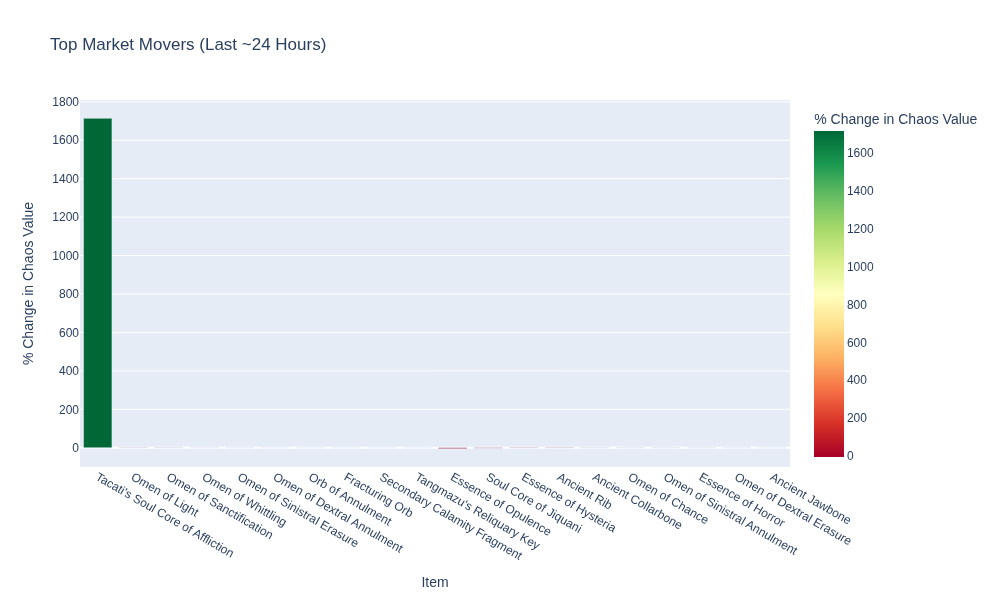 Top Market Movers (Last ~24 Hours)
% Change in Chaos Value
1800
1600
1400
1200
1000
800
600
400
200
0
% Change in Chaos Value
1600
1400
1200
1000
800
600
400
200
0
Tacati's Soul Core of Affliction
Omen of Light
Omen of Sanctification
Omen of Whittling
Omen of Sinistral Erasure
Omen of Dextral Annulment
Orb of Annulment
Fracturing Orb
Secondary Calamity Fragment
Tangmazu's Reliquary Key
Essence of Opulence
Soul Core of Jiquani
Essence of Hysteria
Ancient Rib
Ancient Collarbone
Omen of Chance
Omen of Sinistral Annulment
Essence of Horror
Omen of Dextral Erasure
Ancient Jawbone
Item